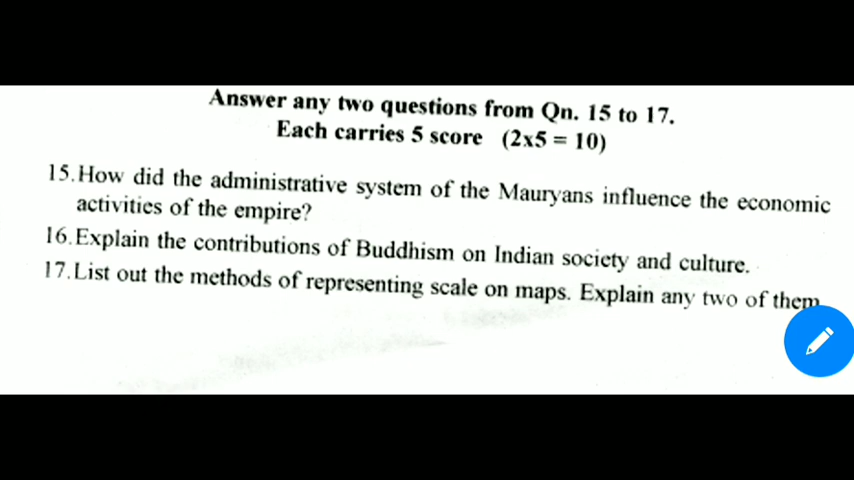 Answer any two questions from Qn. 15 to 17.
Each carries 5 score (2x5 = 10)
15.How did the administrative system of the Mauryans influence the economic
activities of the empire?
16.Explain the contributions of Buddhism on Indian society and culture.
17.List out the methods of representing scale on maps. Explain any two of them